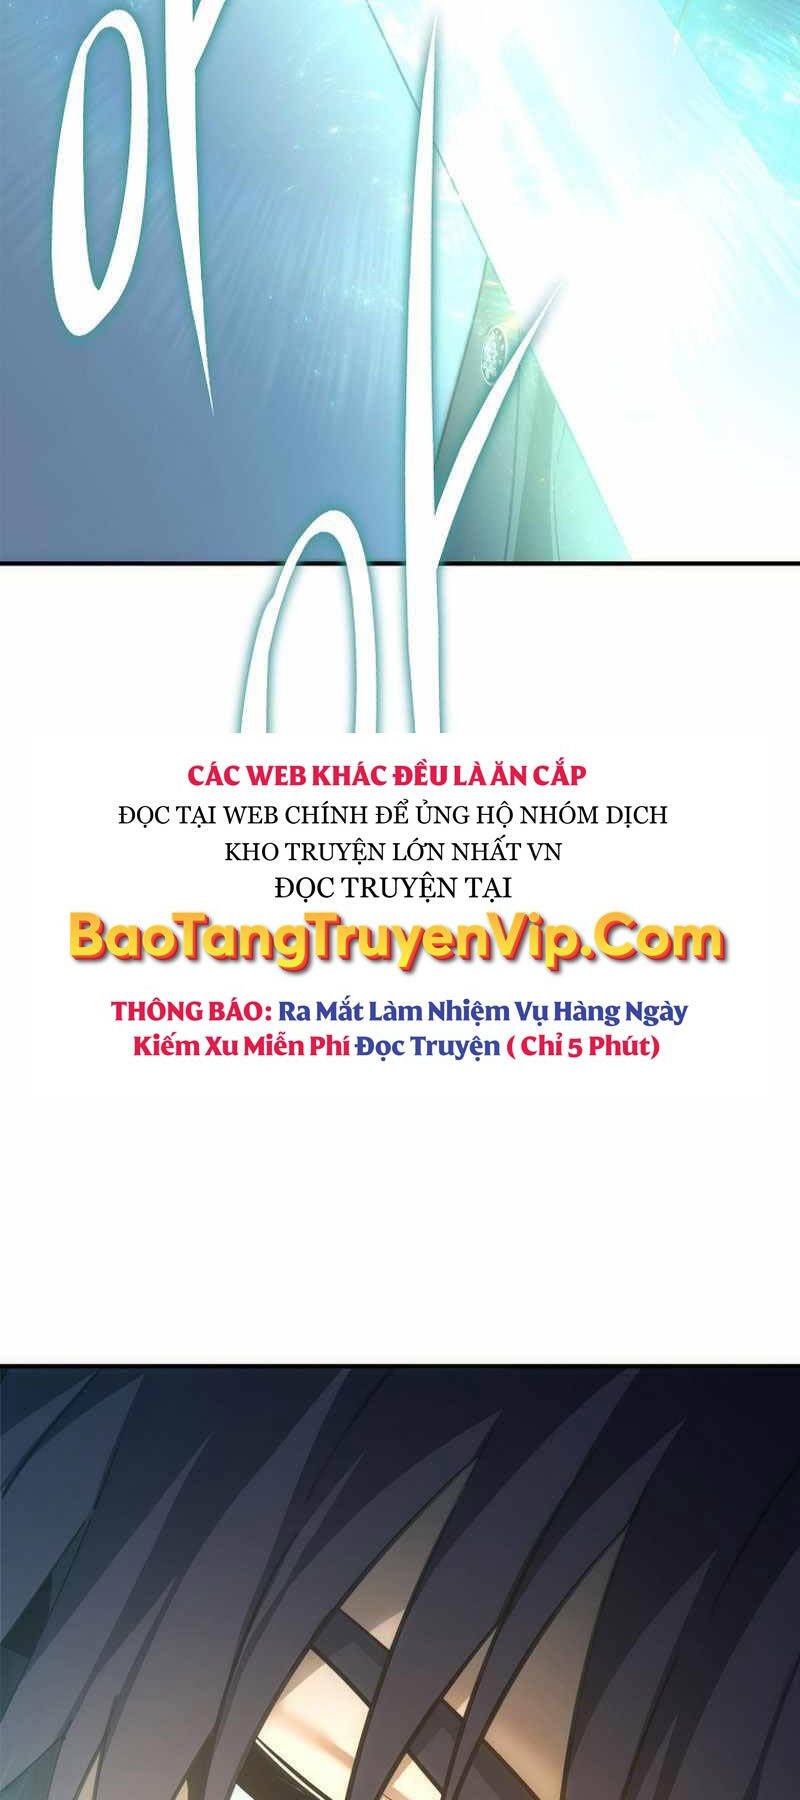 CÁC WEB KHÁC ĐỀU LÀ ĂN CẮP
ĐỌC TẠI WEB CHÍNH ĐỂ ỦNG HỘ NHÓM DỊCH
KHO TRUYỆN LỚN NHẤT VN
ĐỌC TRUYỆN TẠI
BaoTangTruyenVip.Com
THÔNG BÁO: Ra Mắt Làm Nhiệm Vụ Hàng Ngày
Kiếm Xu Miễn Phí Đọc Truyện ( Chỉ 5 Phút)